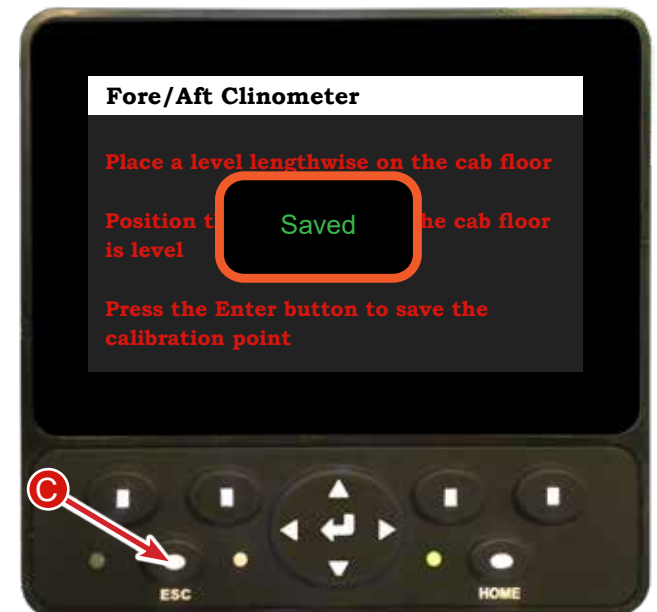 Fore/Aft Clinometer
Place a level lengthwise on the cab floor
Position t Saved he cab floor
is level
Press the Enter button to save the
calibration point
C
ESC
HOME